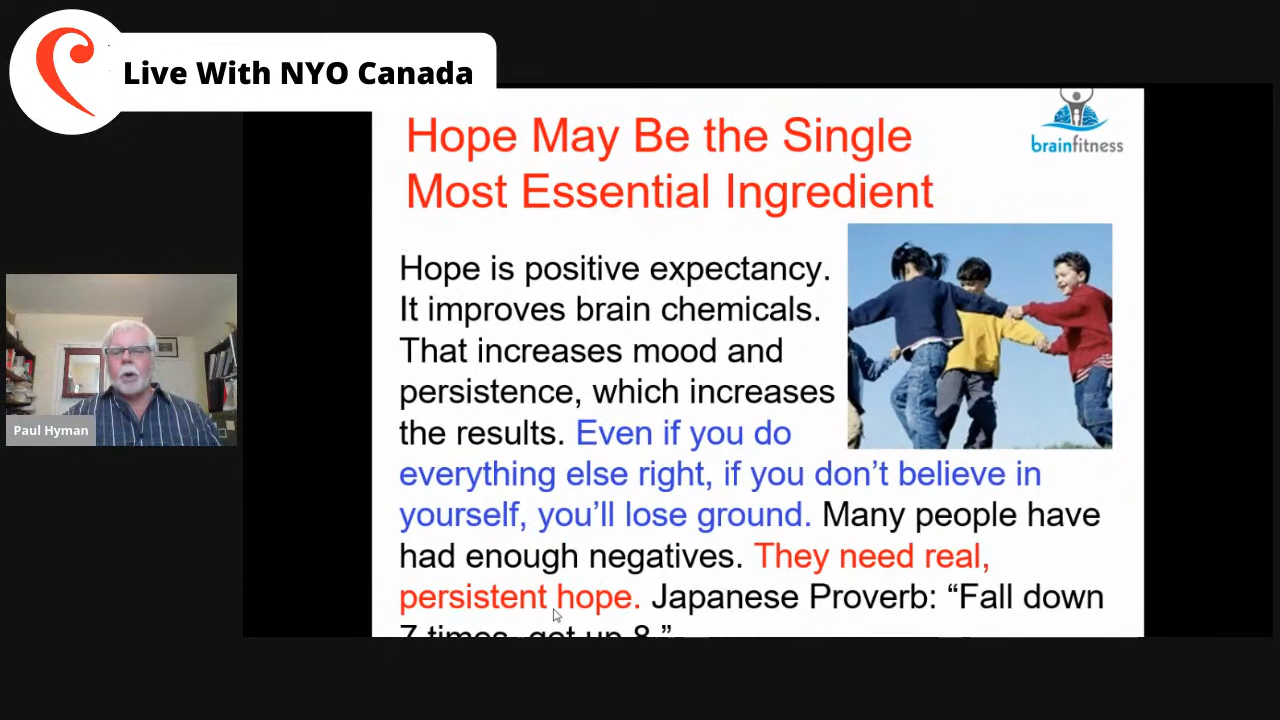 Live With NYO Canada
Hope May Be the Single
Most Essential Ingredient
brainfitness
Hope is positive expectancy.
It improves brain chemicals.
That increases mood and
persistence, which increases
the results. Even if you do
everything else right, if you don’t believe in
yourself, you’ll lose ground. Many people have
had enough negatives. They need real,
persistent hope. Japanese Proverb: “Fall down
7 times, get up 8.”
Paul Hyman